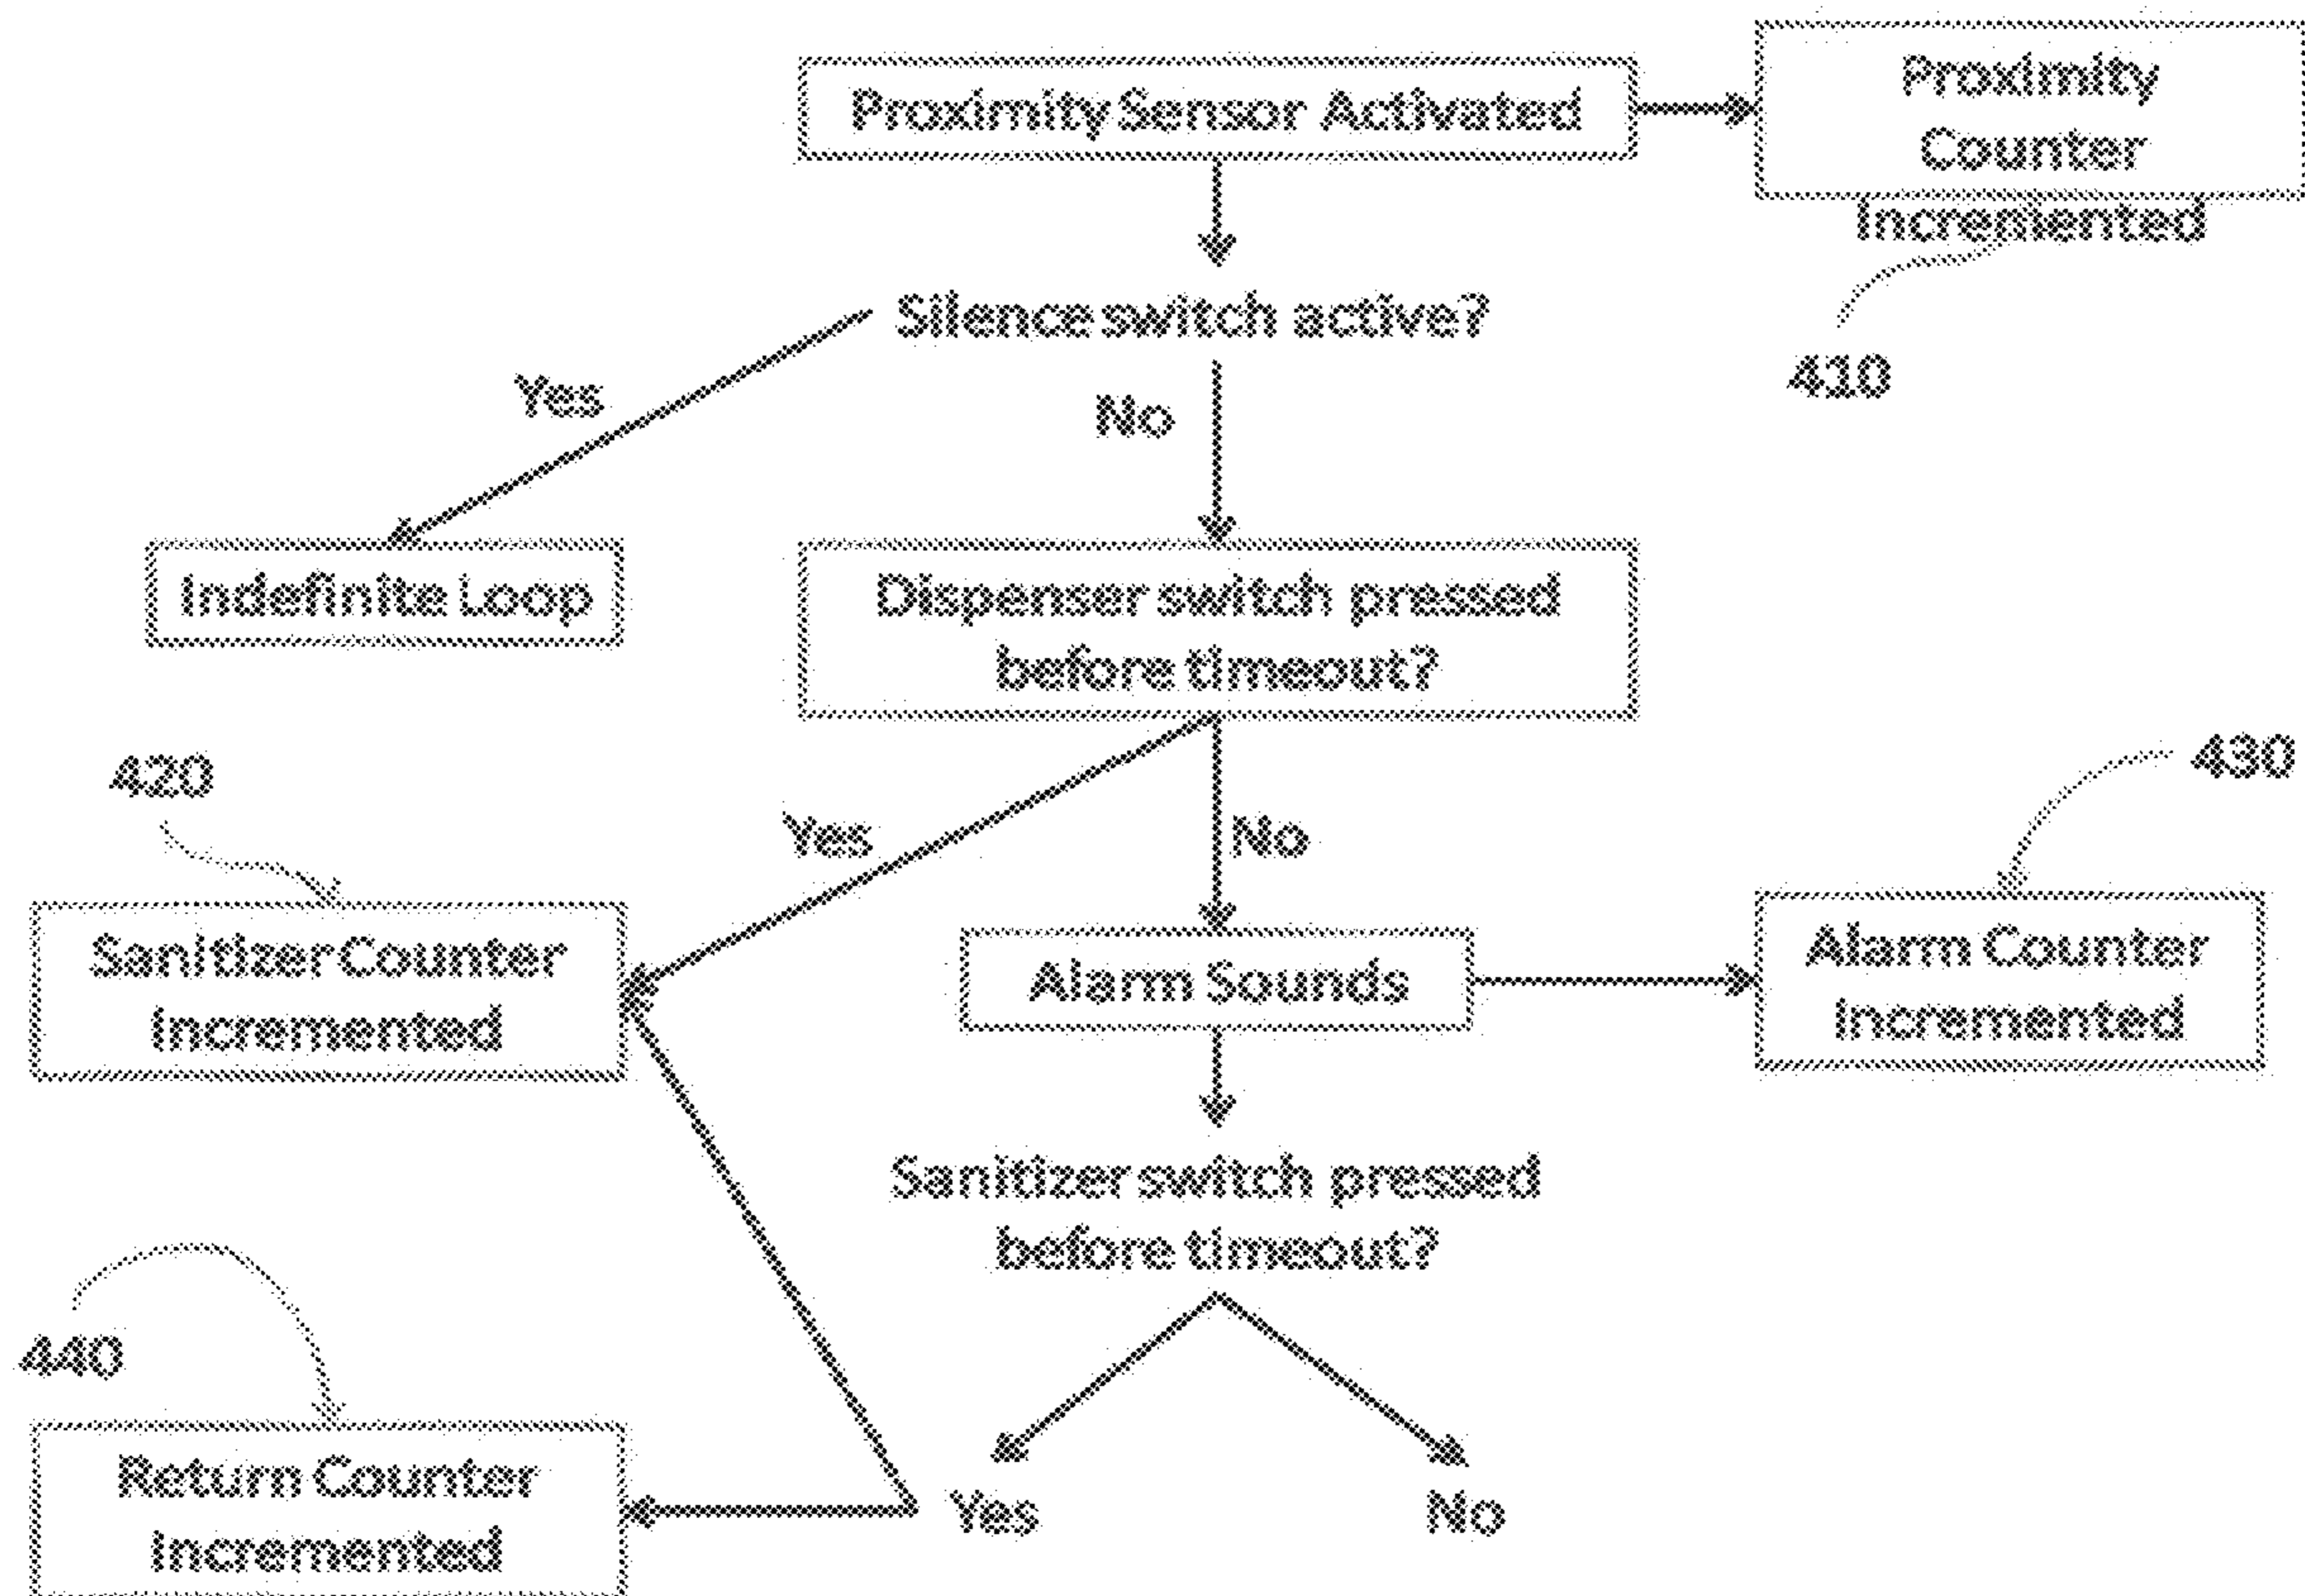 Proximity Sensor Activated
Proximity
Counter
Incremented
410
Silence switch active?
Yes
No
Indefinite Loop
Dispenser switch pressed
before timeout?
420
430
Yes
No
Sanitizer Counter
Incremented
Alarm Sounds
Alarm Counter
Incremented
Sanitizer switch pressed
before timeout?
440
Return Counter
Incremented
Yes
No